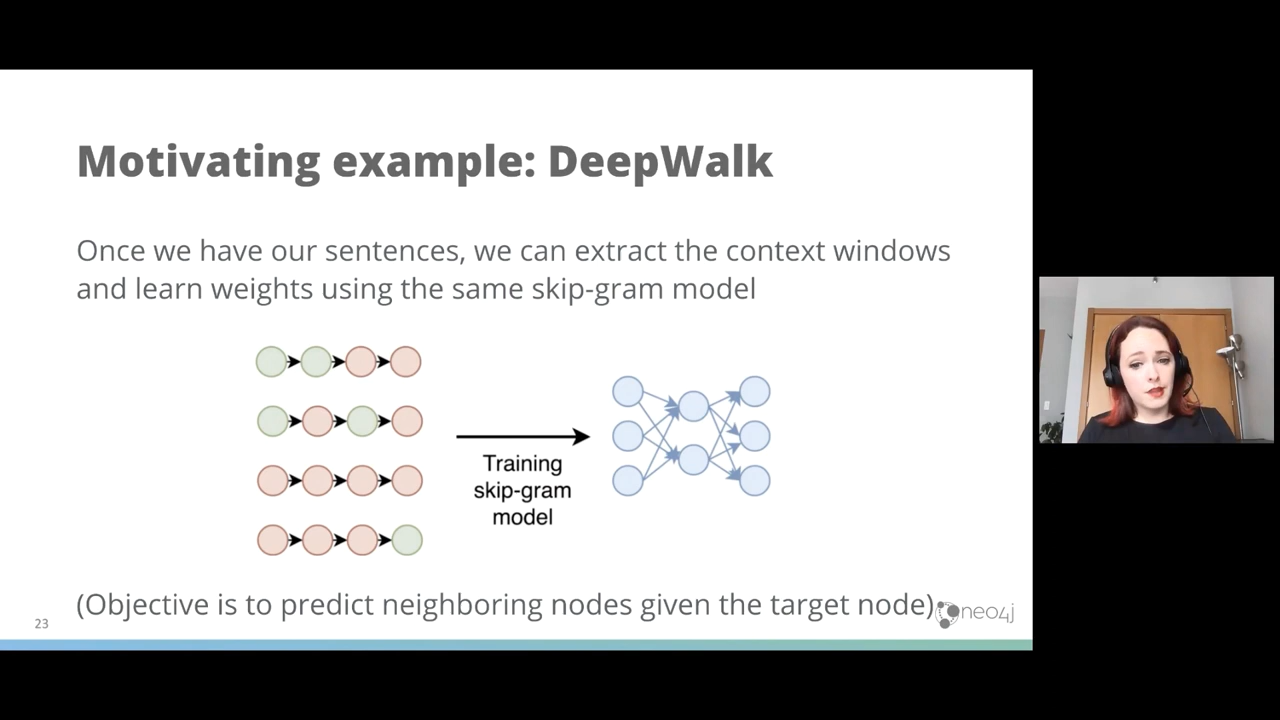 Motivating example: DeepWalk
Once we have our sentences, we can extract the context windows
and learn weights using the same skip-gram model
Training
skip-gram
model
(Objective is to predict neighboring nodes given the target node)
23
neo4j